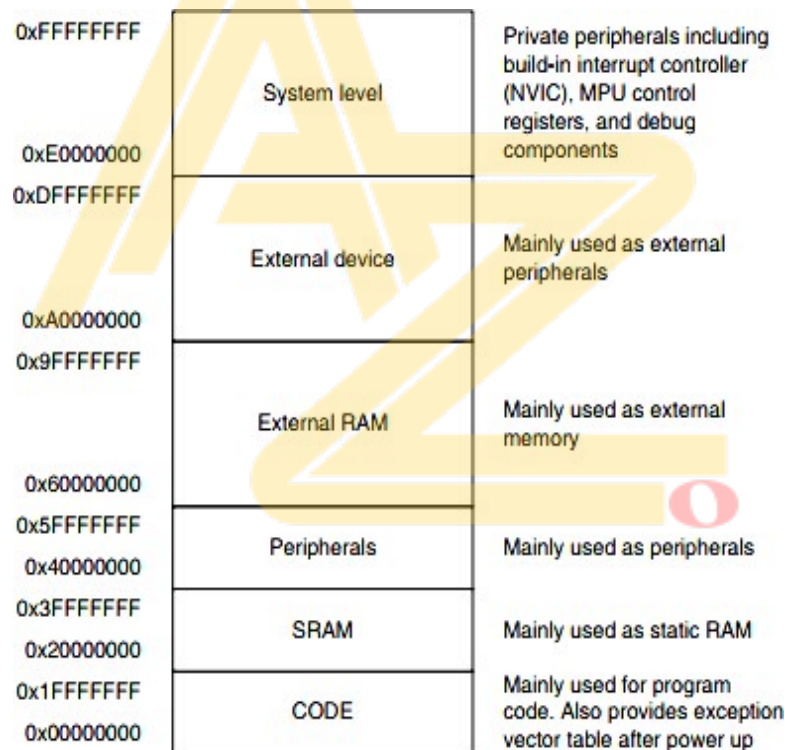 0xFFFFFFFF
System level
Private peripherals including
build-in interrupt controller
(NVIC), MPU control
registers, and debug
components
0xE0000000
0xDFFFFFFF
External device
Mainly used as external
peripherals
0xA0000000
0x9FFFFFFF
External RAM
Mainly used as external
memory
0x60000000
0x5FFFFFFF
Peripherals
Mainly used as peripherals
0x40000000
0x3FFFFFFF
SRAM
Mainly used as static RAM
0x20000000
0x1FFFFFFF
CODE
Mainly used for program
code. Also provides exception
vector table after power up
0x00000000
AZ.